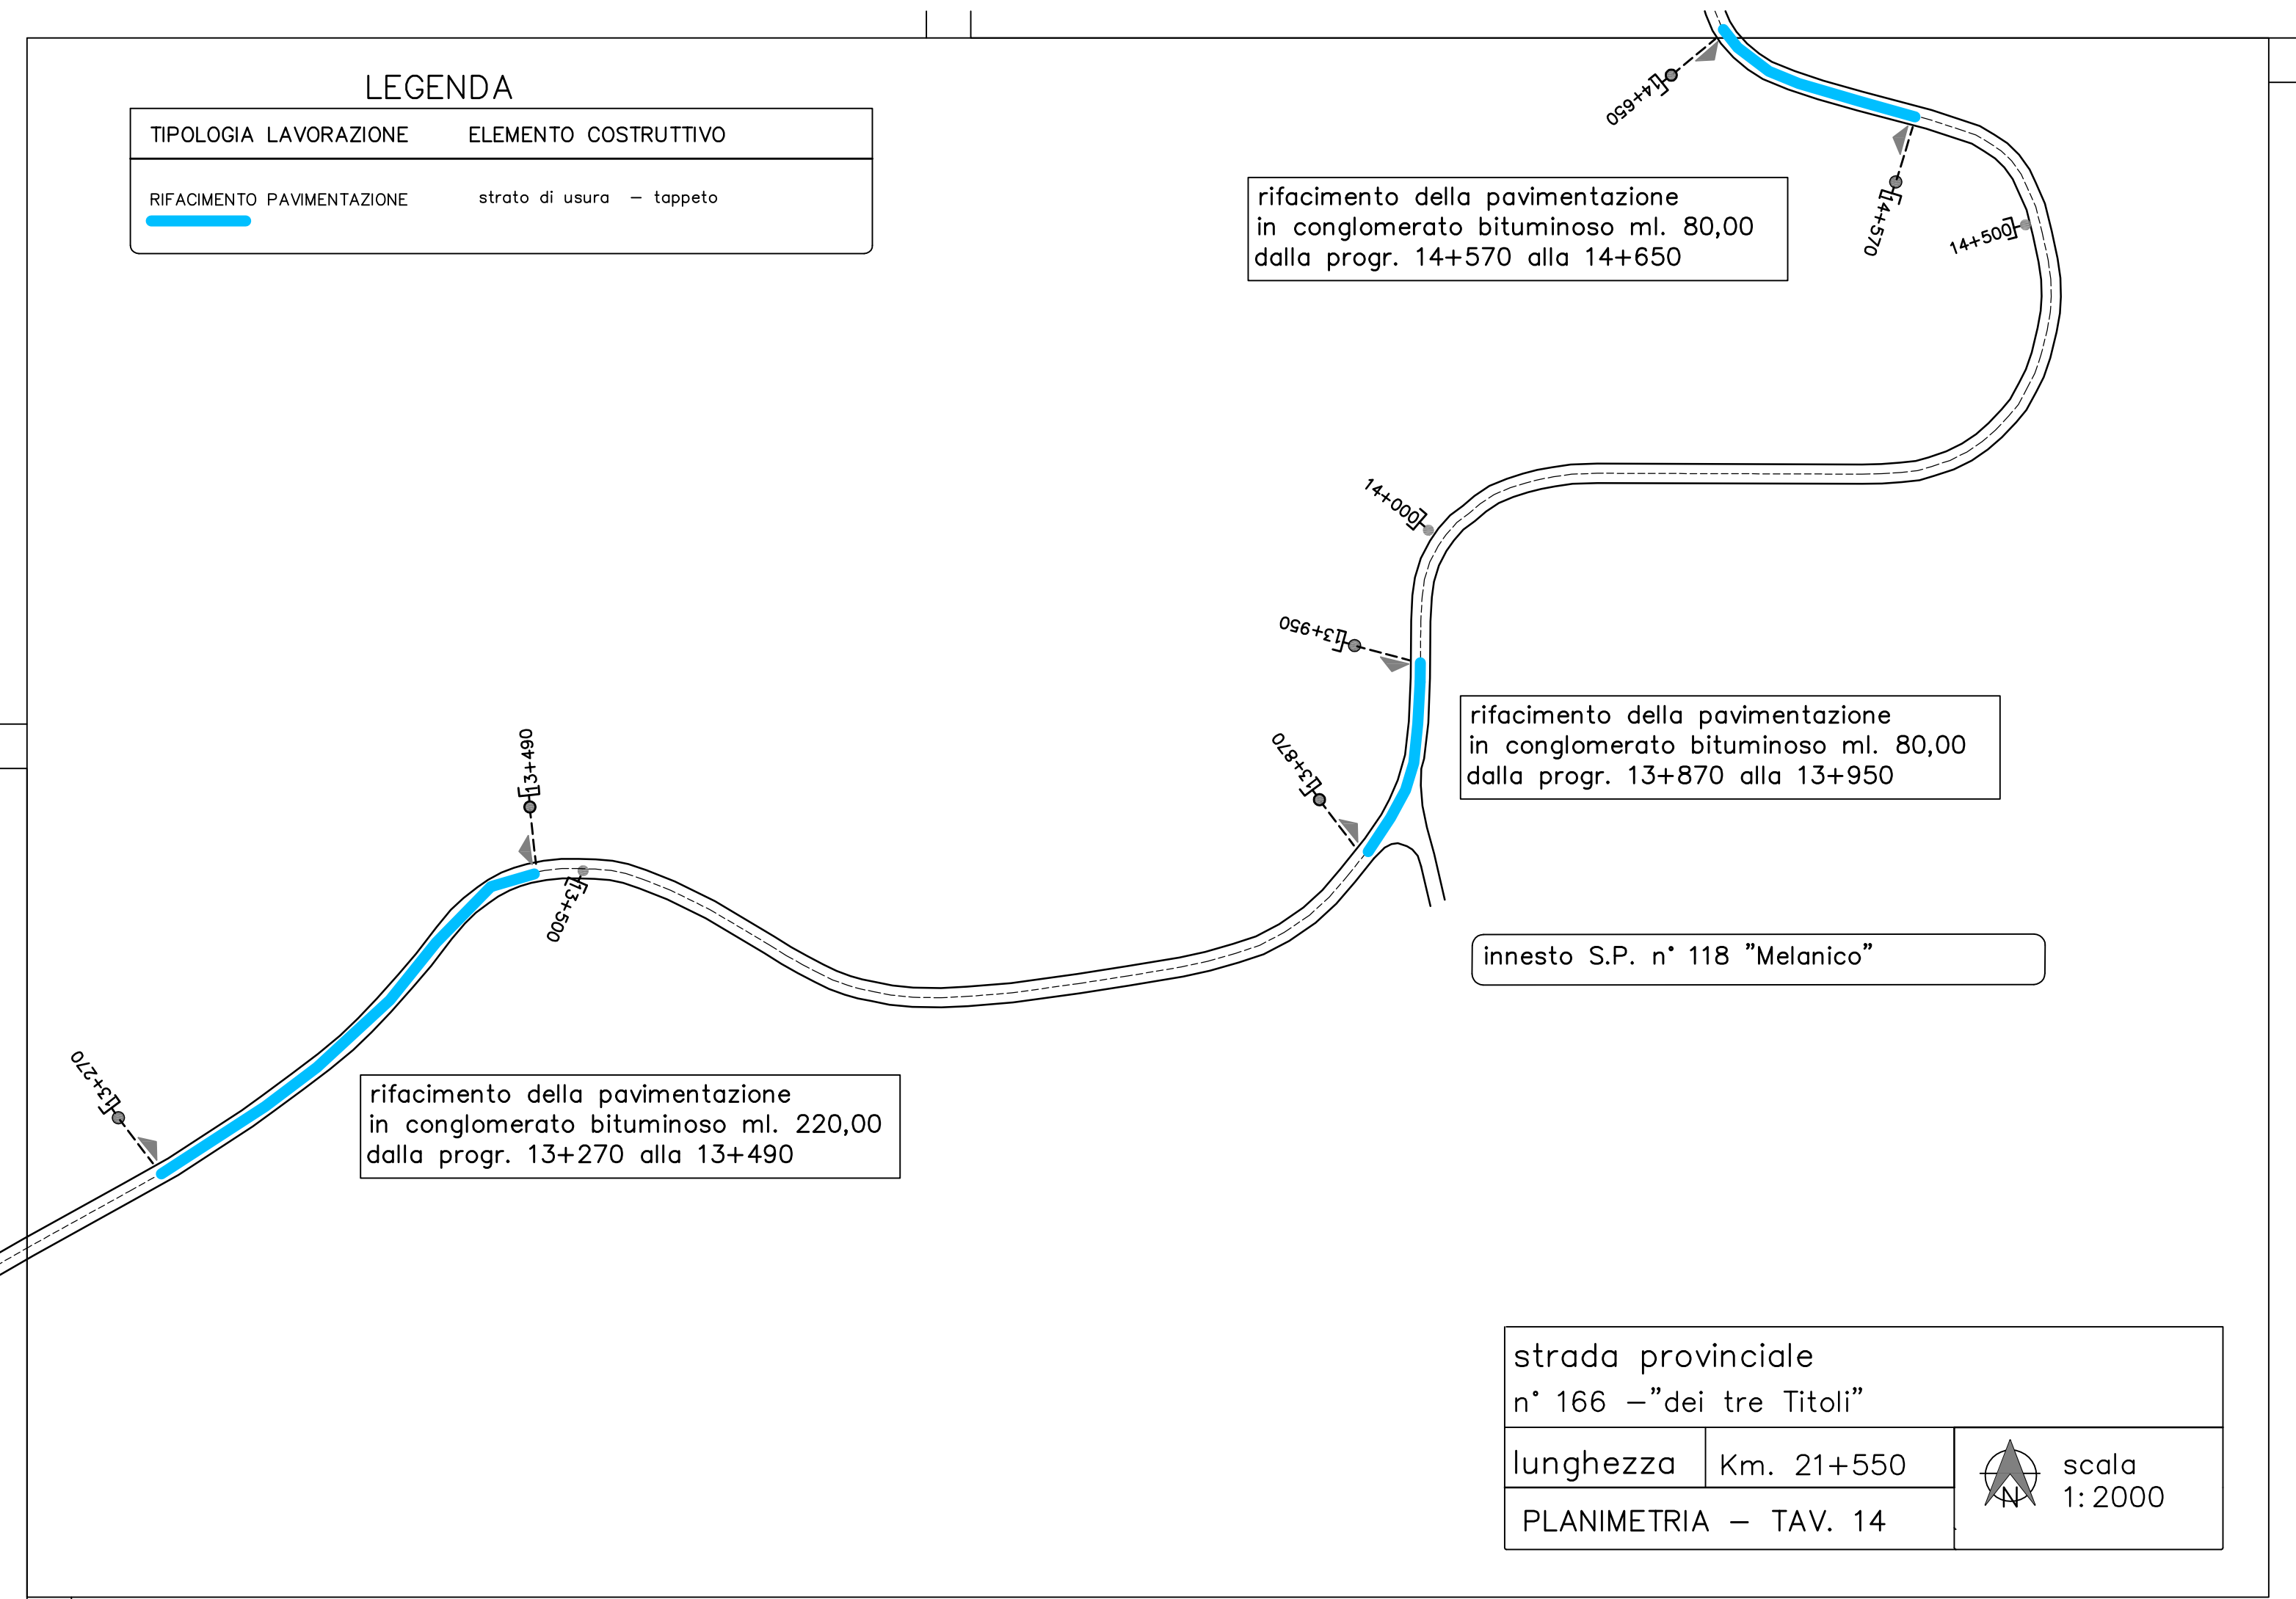 LEGENDA
TIPOLOGIA LAVORAZIONE ELEMENTO COSTRUTTIVO
RIFACIMENTO PAVIMENTAZIONE strato di usura - tappeto
14+650
14+570
14+500
rifacimento della pavimentazione
in conglomerato bituminoso ml. 80,00
dalla progr. 14+570 alla 14+650
14+000
13+950
13+870
rifacimento della pavimentazione
in conglomerato bituminoso ml. 80,00
dalla progr. 13+870 alla 13+950
13+490
13+500
innesto S.P. n° 118 "Melanico"
13+270
rifacimento della pavimentazione
in conglomerato bituminoso ml. 220,00
dalla progr. 13+270 alla 13+490
strada provinciale
n° 166 -"dei tre Titoli"
lunghezza Km. 21+550
N
scala
1:2000
PLANIMETRIA - TAV. 14